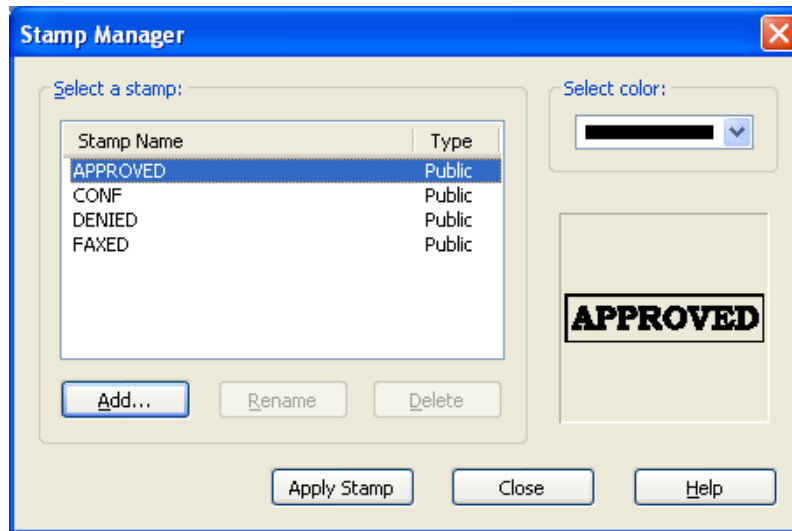 Stamp Manager
Select a stamp:
Select color:
Stamp Name Type
APPROVED Public
CONF Public
DENIED Public
FAXED Public
APPROVED
Add... Rename Delete
Apply Stamp Close Help